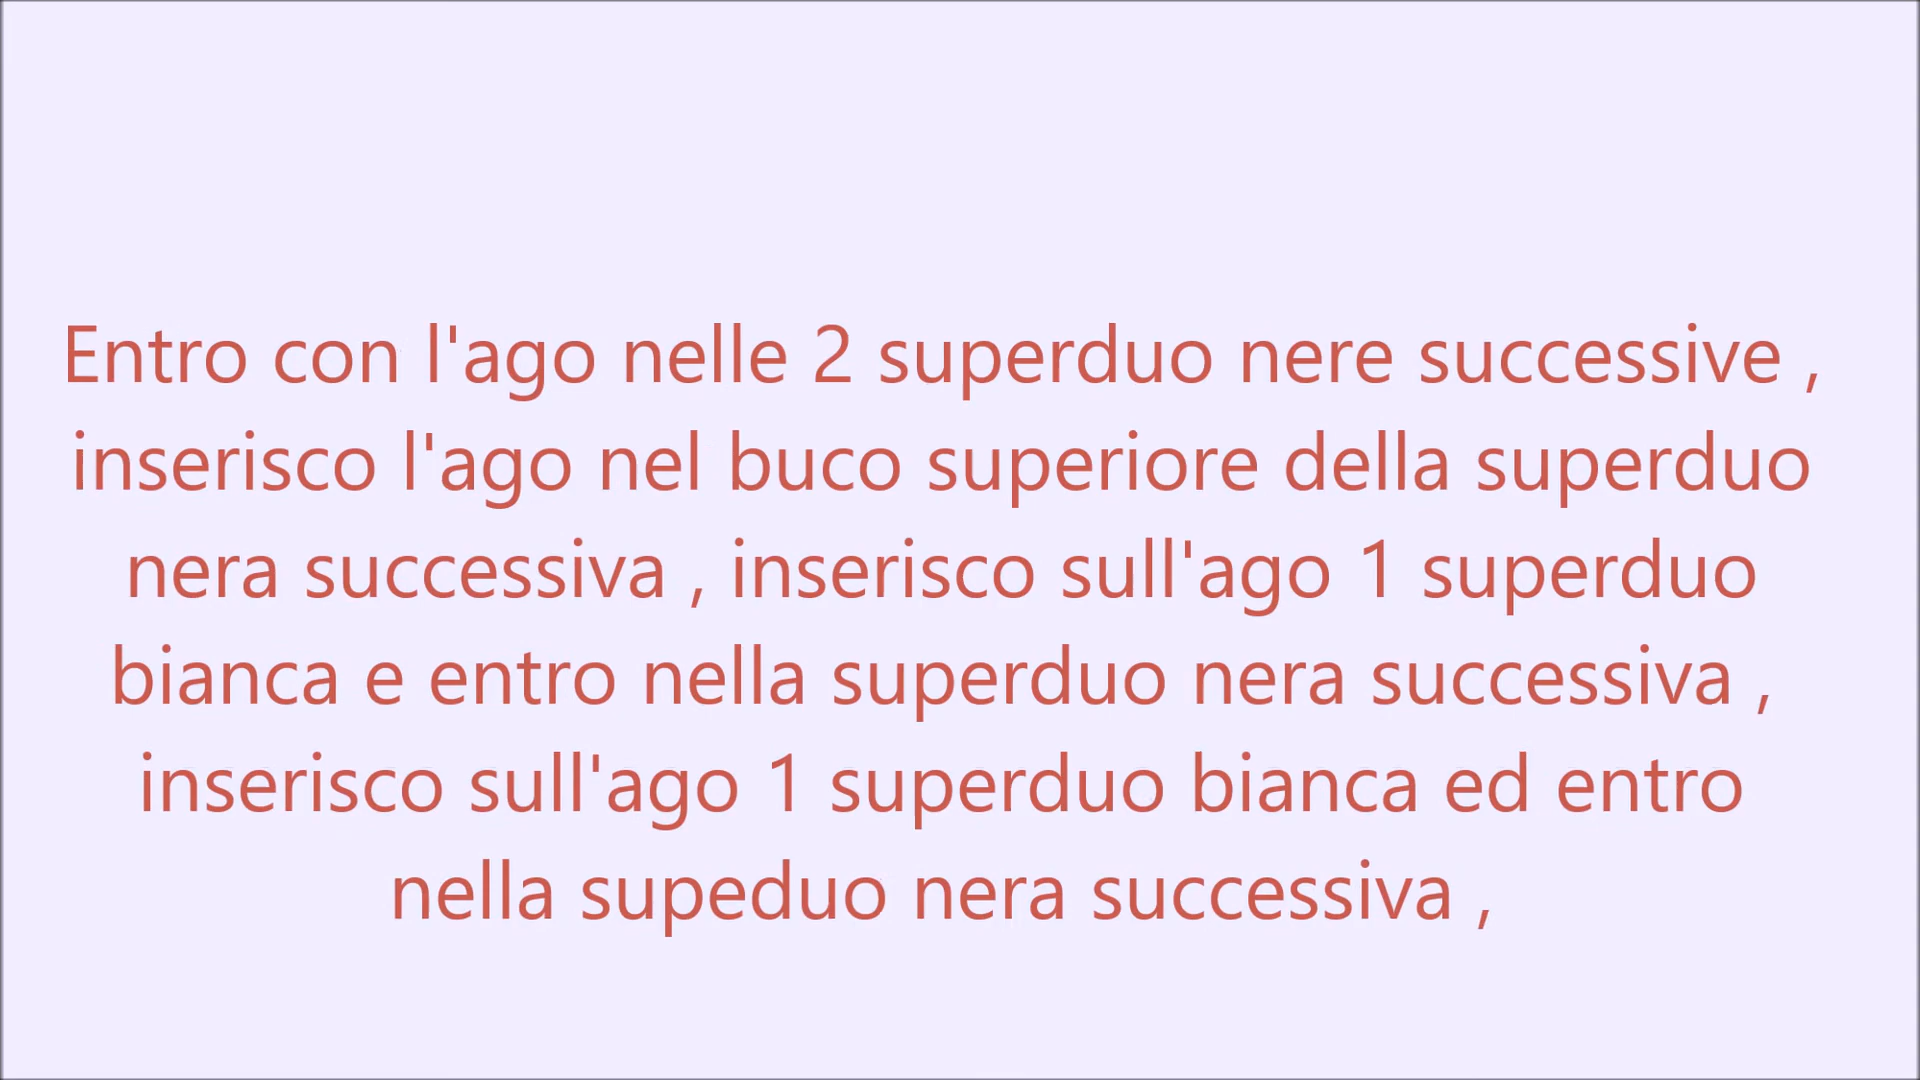 Entro con l'ago nelle 2 superduo nere successive ,
inserisco l'ago nel buco superiore della superduo
nera successiva , inserisco sull'ago 1 superduo
bianca e entro nella superduo nera successiva ,
inserisco sull'ago 1 superduo bianca ed entro
nella supeduo nera successiva ,